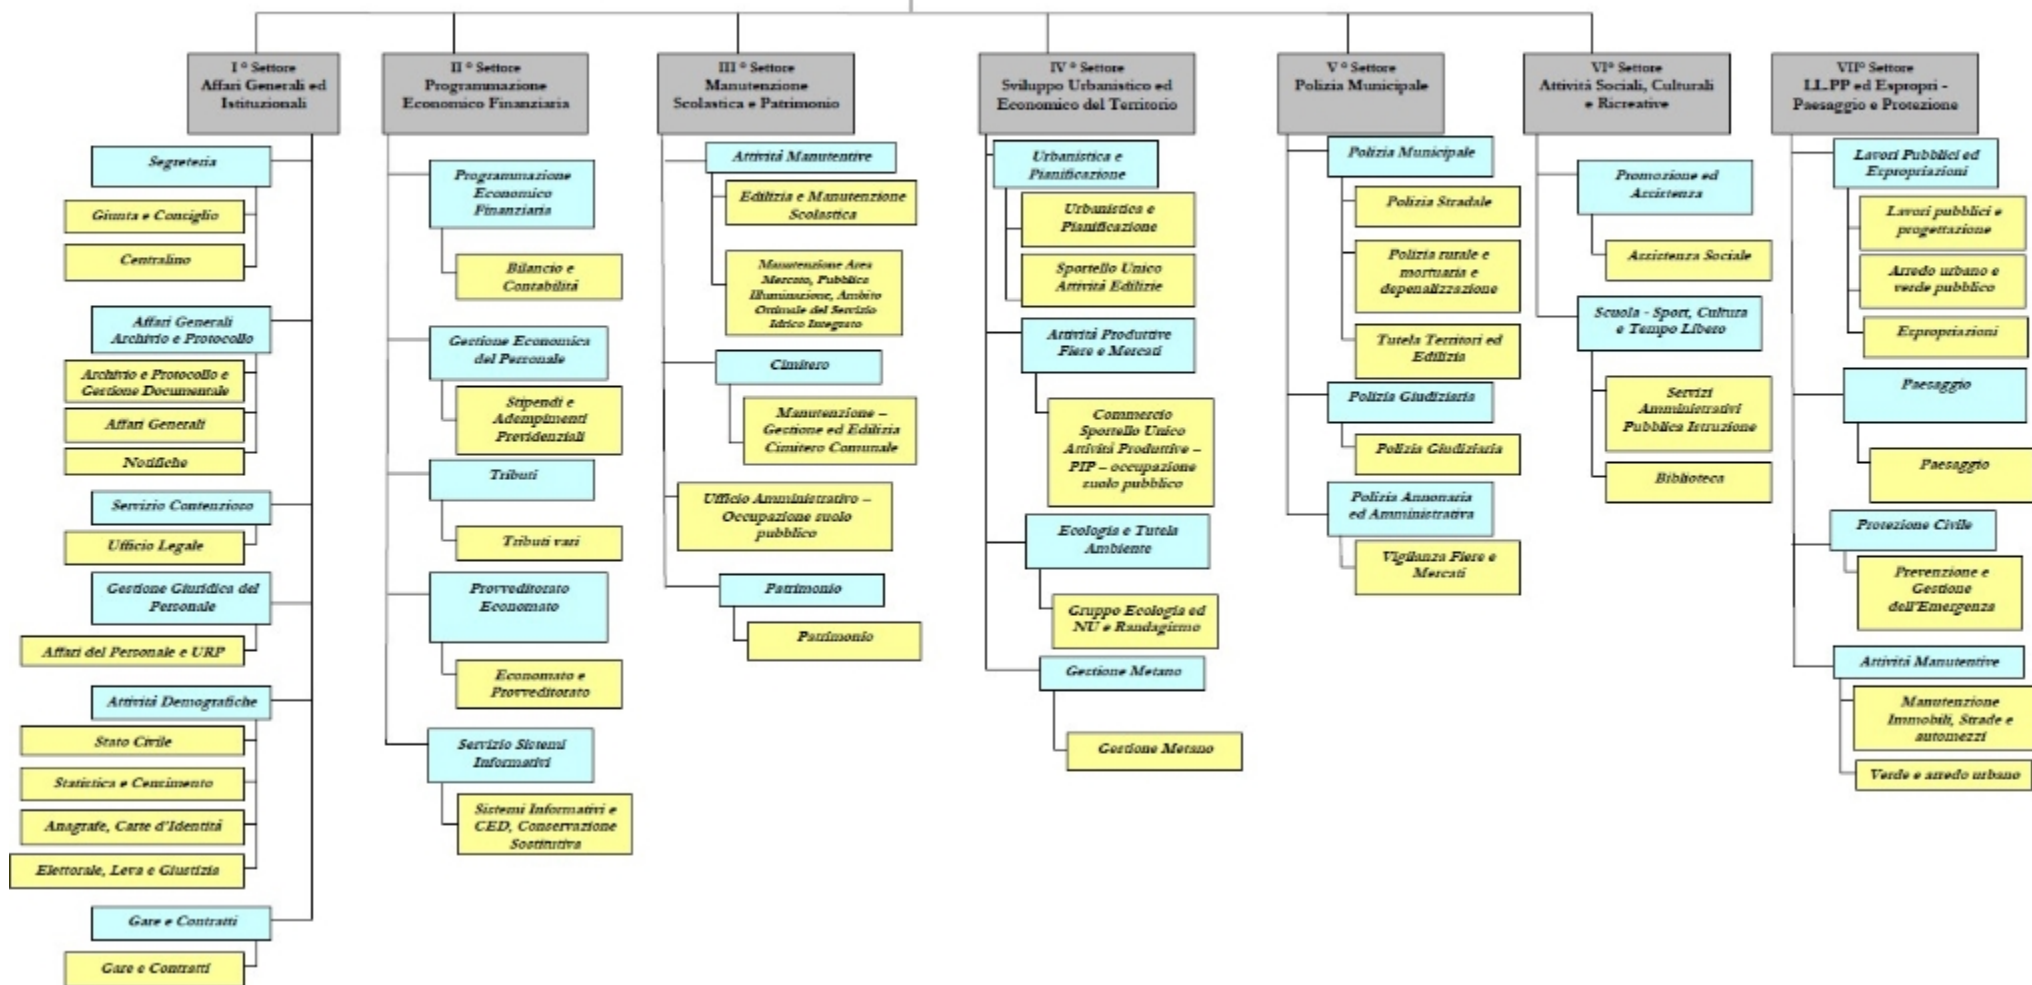 I ° Settore
Affari Generali ed
Istituzionali
Segreteria
Giunta e Consiglio
Centralino
Affari Generali
Archivio e Protocollo
Archivio e Protocollo e
Gestione Documentale
Affari Generali
Notifiche
Servizio Contenzioso
Ufficio Legale
Gestione Giuridica del
Personale
Affari del Personale e URP
Attività Demografiche
Stato Civile
Statistica e Censimento
Anagrafe, Carte d'Identità
Elettorale, Leva e Giustizia
Gare e Contratti
Gare e Contratti
II ° Settore
Programmazione
Economico Finanziaria
Programmazione
Economico
Finanziaria
Bilancio e
Contabilità
Gestione Economica
del Personale
Stipendi e
Adempimenti
Previdenziali
Tributi
Tributi vari
Provveditorato
Economato
Economato e
Provveditorato
Servizio Sistemi
Informativi
Sistemi Informativi e
CED, Conservazione
Sostitutiva
III ° Settore
Manutenzione
Scolastica e Patrimonio
Attività Manutentive
Edilizia e Manutenzione
Scolastica
Manutenzione Area
Mercato, Pubblica
Illuminazione, Ambito
Ottimale del Servizio
Idrico Integrato
Cimitero
Manutenzione –
Gestione ed Edilizia
Cimitero Comunale
Ufficio Amministrativo –
Occupazione suolo
pubblico
Patrimonio
Patrimonio
IV ° Settore
Sviluppo Urbanistico ed
Economico del Territorio
Urbanistica e
Pianificazione
Urbanistica e
Pianificazione
Sportello Unico
Attività Edilizie
Attività Produttive
Fiere e Mercati
Commercio
Sportello Unico
Attività Produttive –
PIP – occupazione
suolo pubblico
Ecologia e Tutela
Ambiente
Gruppo Ecologia ed
NU e Randagismo
Gestione Metano
Gestione Metano
V ° Settore
Polizia Municipale
Polizia Municipale
Polizia Stradale
Polizia rurale e
mortuaria e
depenalizzazione
Tutela Territori ed
Edilizia
Polizia Giudiziaria
Polizia Giudiziaria
Polizia Annonaria
ed Amministrativa
Vigilanza Fiere e
Mercati
VI° Settore
Attività Sociali, Culturali
e Ricreative
Promozione ed
Assistenza
Assistenza Sociale
Scuola - Sport, Cultura
e Tempo Libero
Servizi
Amministrativi
Pubblica Istruzione
Biblioteca
VII° Settore
LL.PP ed Espropri -
Paesaggio e Protezione
Lavori Pubblici ed
Espropriazioni
Lavori pubblici e
progettazione
Arredo urbano e
verde pubblico
Espropriazioni
Paesaggio
Paesaggio
Protezione Civile
Prevenzione e
Gestione
dell'Emergenza
Attività Manutentive
Manutenzione
Immobili, Strade e
automezzi
Verde e arredo urbano